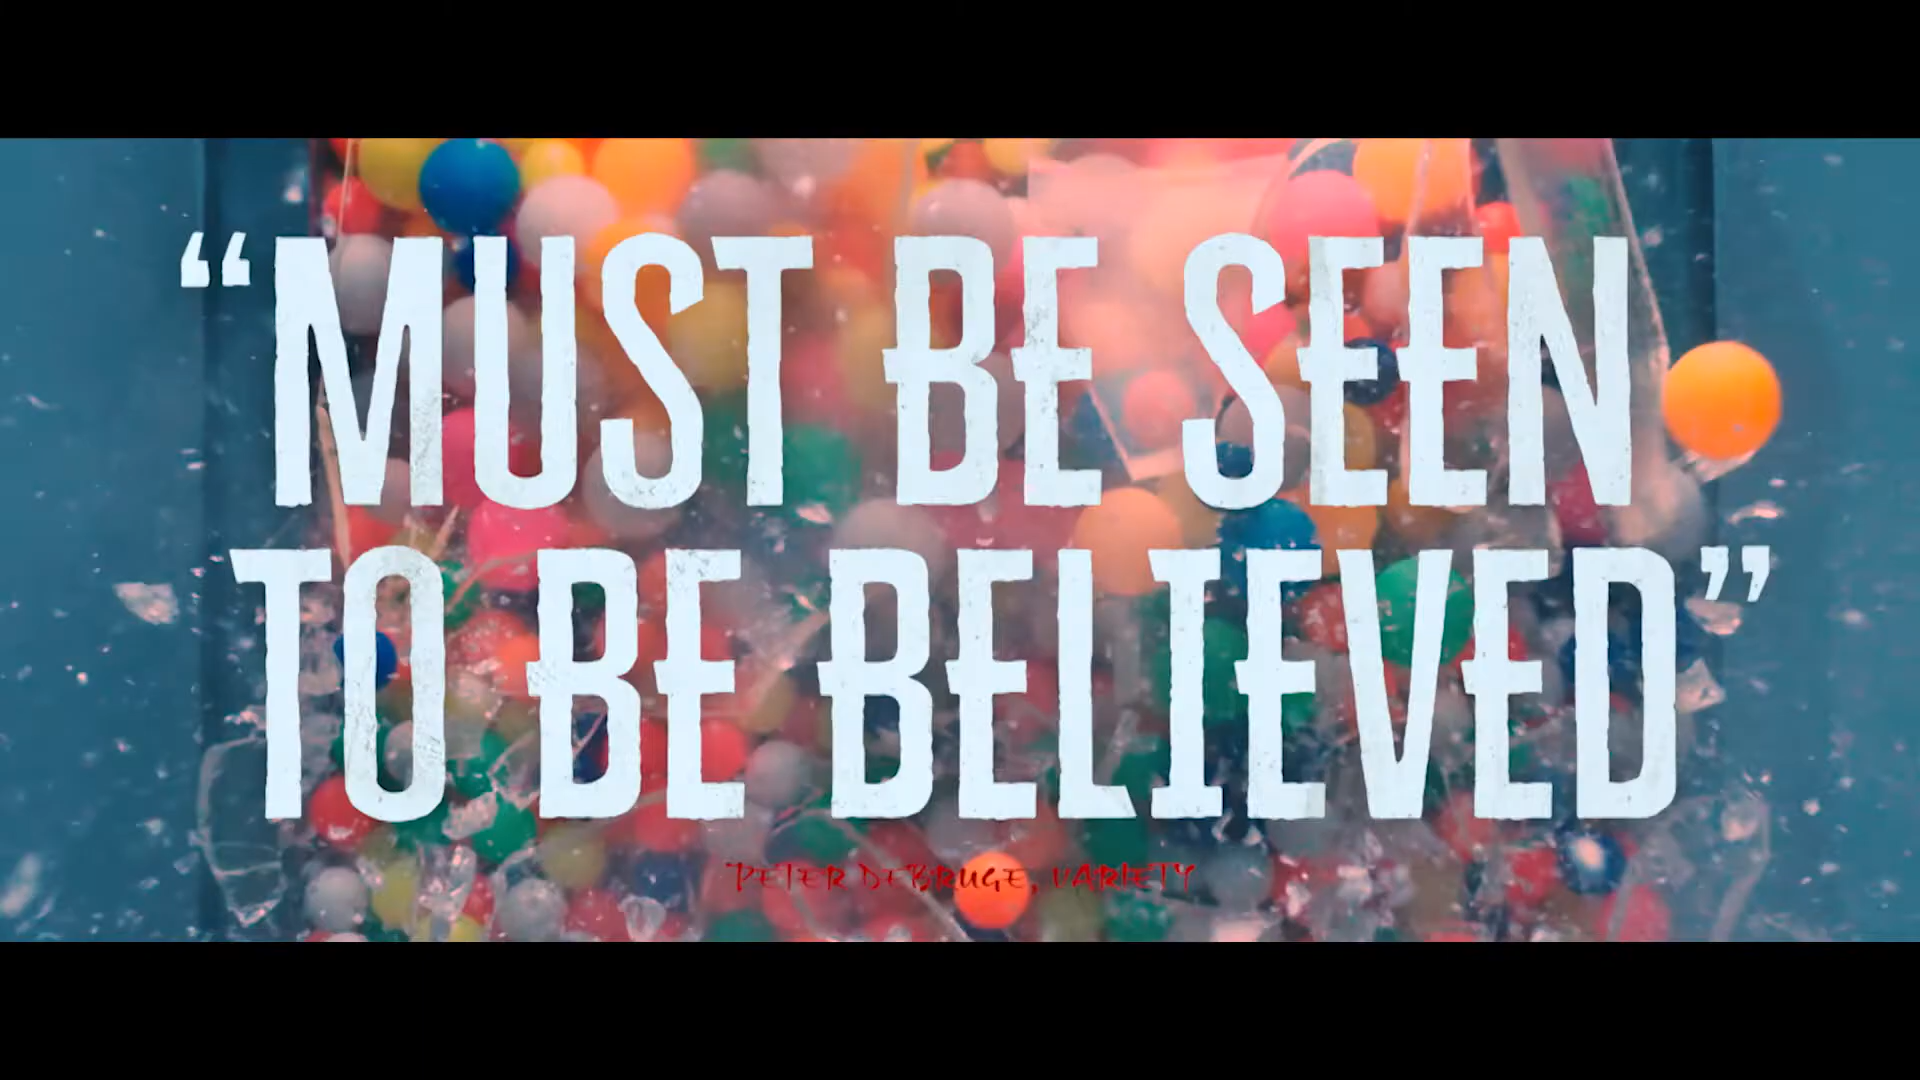 “MUST BE SEEN
TO BE BELIEVED”
PETER DEBRUGE, VARIETY